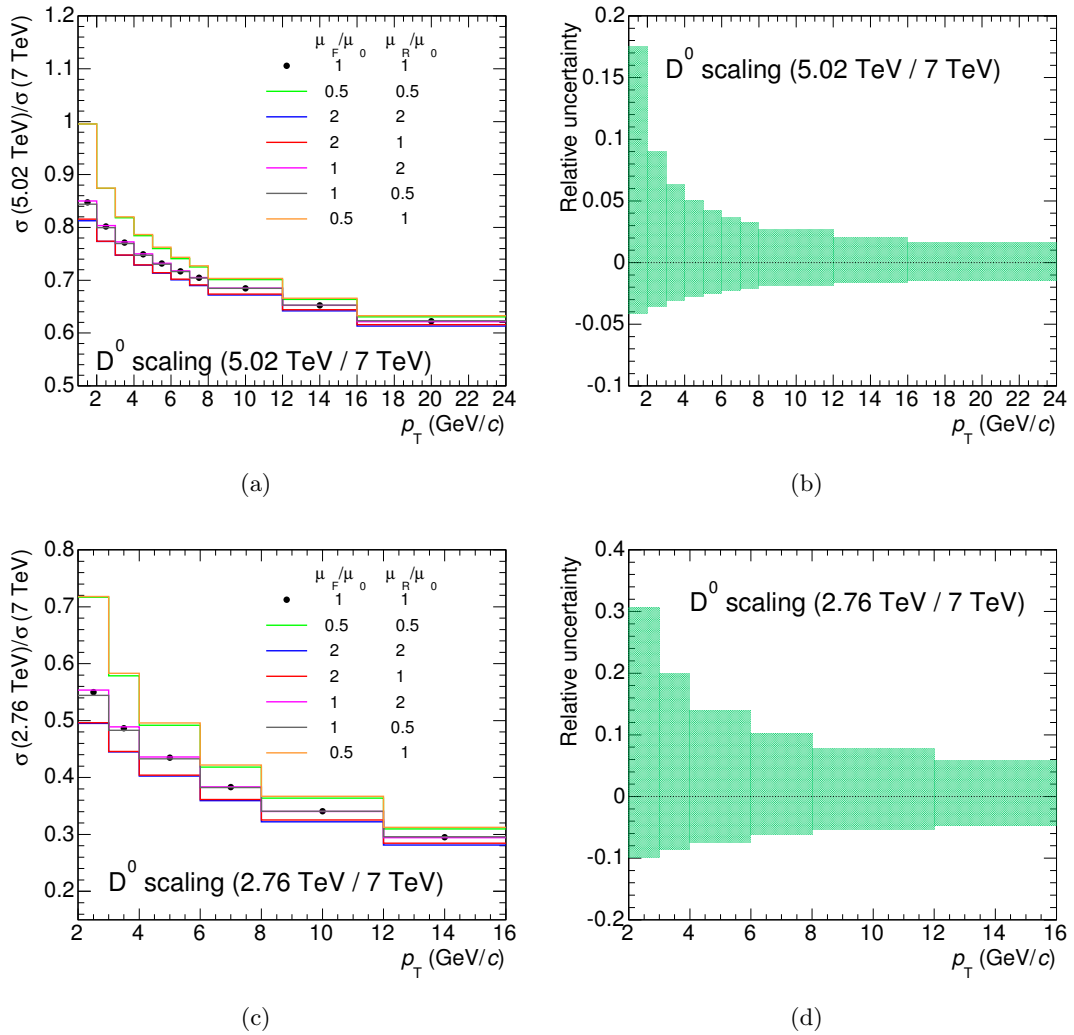 σ (5.02 TeV)/σ (7 TeV)
1.2
1.1
1
0.9
0.8
0.7
0.6
0.5
μF/μ0 μR/μ0
1 1
0.5 0.5
2 2
2 1
1 2
1 0.5
0.5 1
D0 scaling (5.02 TeV / 7 TeV)
2 4 6 8 10 12 14 16 18 20 22 24
pT (GeV/c)
(a)
Relative uncertainty
0.2
0.15
0.1
0.05
0
-0.05
-0.1
D0 scaling (5.02 TeV / 7 TeV)
2 4 6 8 10 12 14 16 18 20 22 24
pT (GeV/c)
(b)
σ (2.76 TeV)/σ (7 TeV)
0.8
0.7
0.6
0.5
0.4
0.3
0.2
μF/μ0 μR/μ0
1 1
0.5 0.5
2 2
2 1
1 2
1 0.5
0.5 1
D0 scaling (2.76 TeV / 7 TeV)
2 4 6 8 10 12 14 16
pT (GeV/c)
(c)
Relative uncertainty
0.4
0.3
0.2
0.1
0
-0.1
-0.2
D0 scaling (2.76 TeV / 7 TeV)
2 4 6 8 10 12 14 16
pT (GeV/c)
(d)